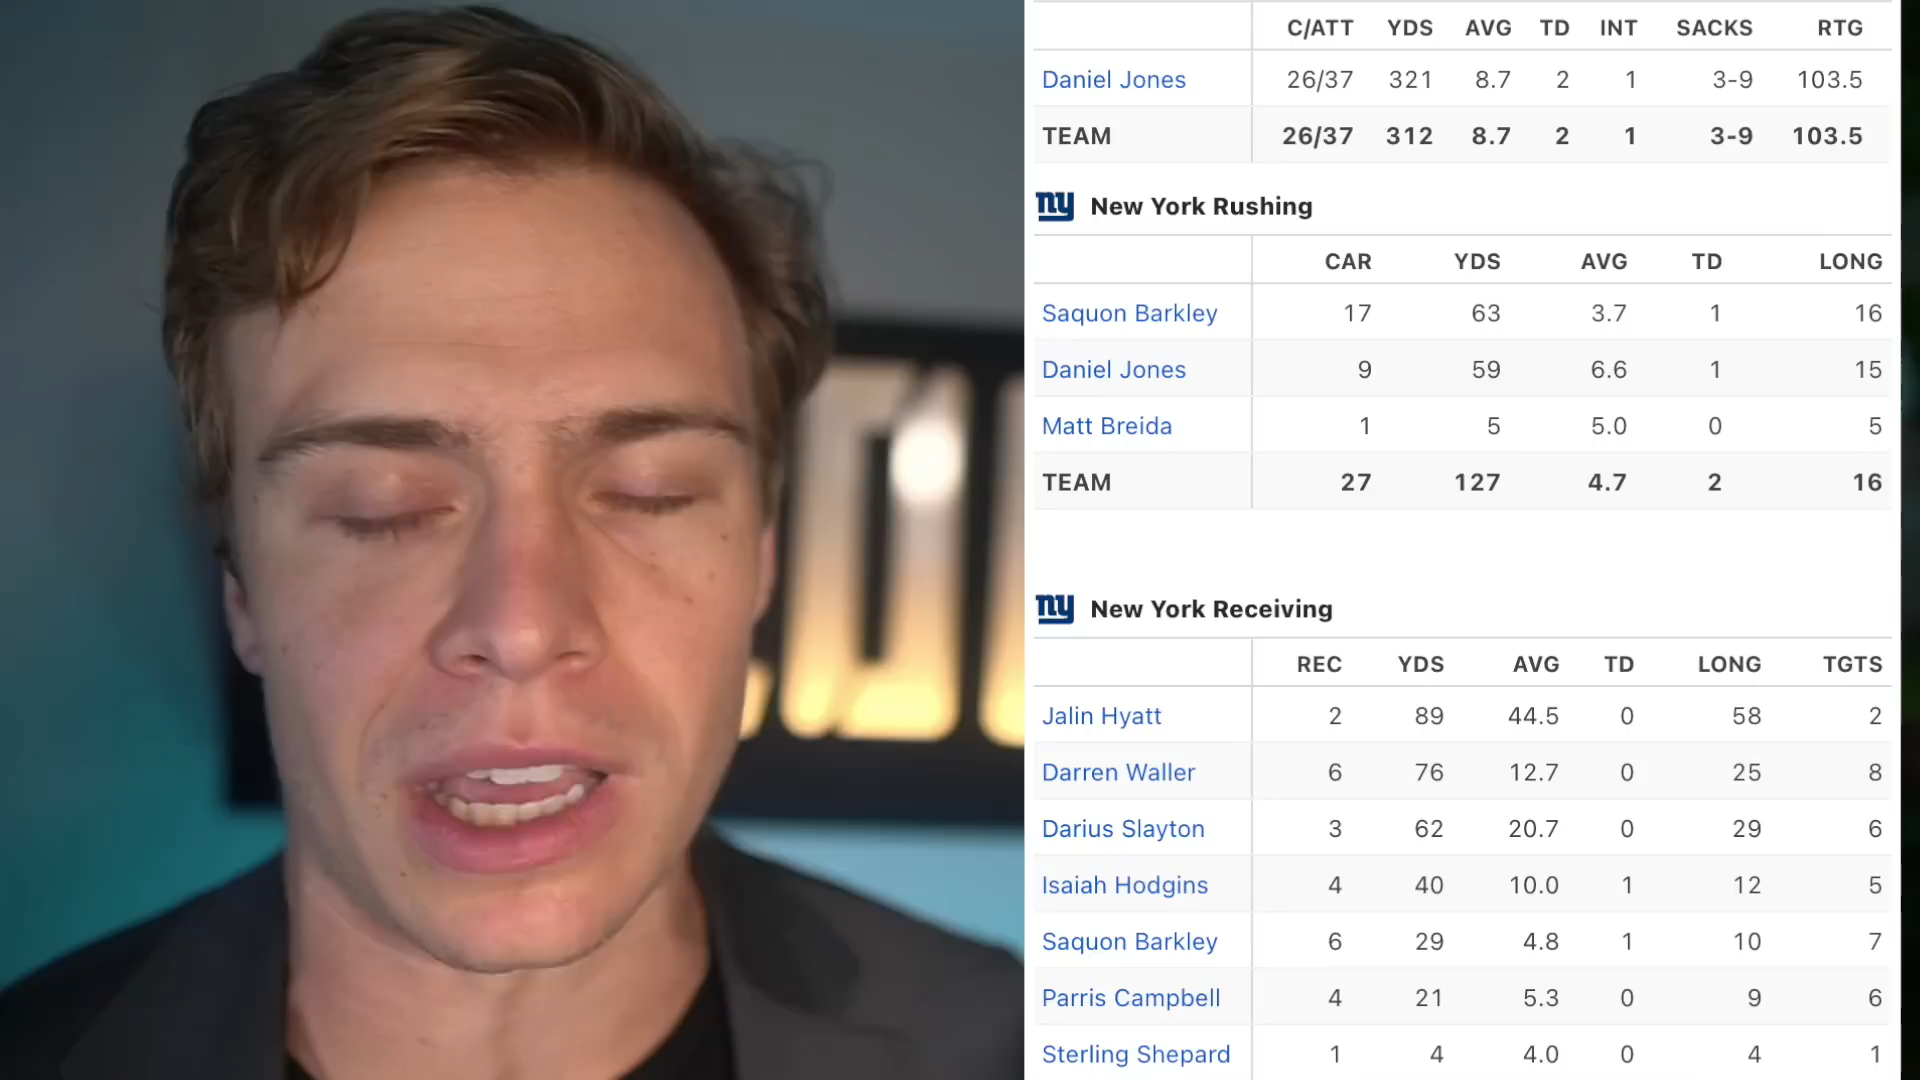 C/ATT YDS AVG TD INT SACKS RTG
Daniel Jones 26/37 321 8.7 2 1 3-9 103.5
TEAM 26/37 312 8.7 2 1 3-9 103.5
ny New York Rushing
CAR YDS AVG TD LONG
Saquon Barkley 17 63 3.7 1 16
Daniel Jones 9 59 6.6 1 15
Matt Breida 1 5 5.0 0 5
TEAM 27 127 4.7 2 16
ny New York Receiving
REC YDS AVG TD LONG TGTS
Jalin Hyatt 2 89 44.5 0 58 2
Darren Waller 6 76 12.7 0 25 8
Darius Slayton 3 62 20.7 0 29 6
Isaiah Hodgins 4 40 10.0 1 12 5
Saquon Barkley 6 29 4.8 1 10 7
Parris Campbell 4 21 5.3 0 9 6
Sterling Shepard 1 4 4.0 0 4 1